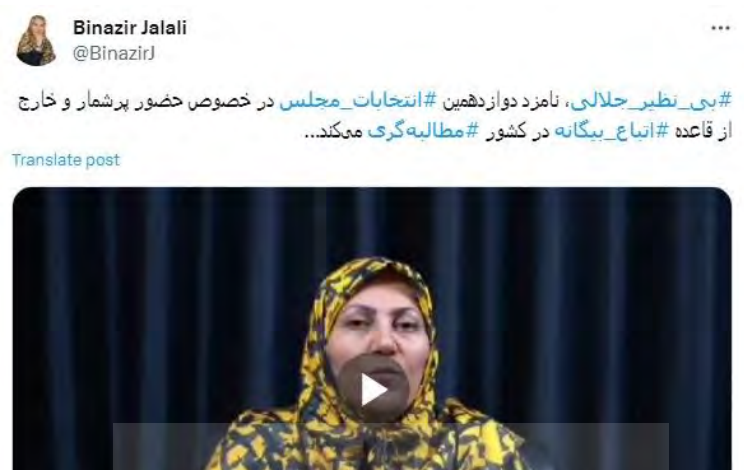 Binazir Jalali
@BinazirJ
#بی_نظیر_جلالی، نامزد دوازدهمین #انتخابات_مجلس در خصوص حضور پرشمار و خارج
از قاعده #اتباع_بیگانه در کشور #مطالبه‌گری می‌کند...
Translate post